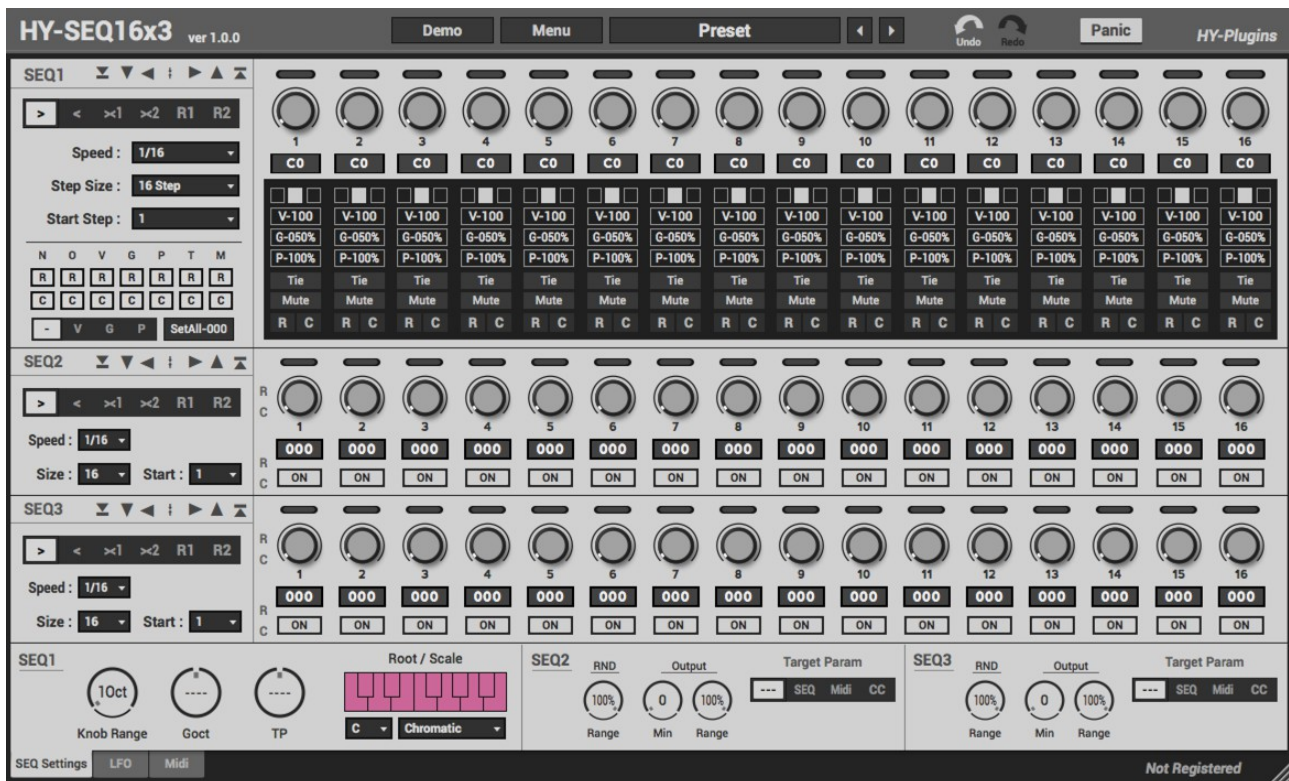 HY-SEQ16x3 ver 1.0.0 Demo Menu Preset Undo Redo Panic HY-Plugins
SEQ1
> < ><1 ><2 R1 R2
1 2 3 4 5 6 7 8 9 10 11 12 13 14 15 16
Speed : 1/16
C0 C0 C0 C0 C0 C0 C0 C0 C0 C0 C0 C0 C0 C0 C0 C0
Step Size : 16 Step
Start Step : 1
V-100 V-100 V-100 V-100 V-100 V-100 V-100 V-100 V-100 V-100 V-100 V-100 V-100 V-100 V-100 V-100
G-050% G-050% G-050% G-050% G-050% G-050% G-050% G-050% G-050% G-050% G-050% G-050% G-050% G-050% G-050% G-050%
N O V G P T M
P-100% P-100% P-100% P-100% P-100% P-100% P-100% P-100% P-100% P-100% P-100% P-100% P-100% P-100% P-100% P-100%
R R R R R R R
Tie Tie Tie Tie Tie Tie Tie Tie Tie Tie Tie Tie Tie Tie Tie Tie
C C C C C C C
Mute Mute Mute Mute Mute Mute Mute Mute Mute Mute Mute Mute Mute Mute Mute Mute
- V G P SetAll-000
R C R C R C R C R C R C R C R C R C R C R C R C R C R C R C R C
SEQ2
> < ><1 ><2 R1 R2
R
C
1 2 3 4 5 6 7 8 9 10 11 12 13 14 15 16
Speed : 1/16
000 000 000 000 000 000 000 000 000 000 000 000 000 000 000 000
Size : 16 Start : 1
R
C
ON ON ON ON ON ON ON ON ON ON ON ON ON ON ON ON
SEQ3
> < ><1 ><2 R1 R2
R
C
1 2 3 4 5 6 7 8 9 10 11 12 13 14 15 16
Speed : 1/16
000 000 000 000 000 000 000 000 000 000 000 000 000 000 000 000
Size : 16 Start : 1
R
C
ON ON ON ON ON ON ON ON ON ON ON ON ON ON ON ON
SEQ1
1Oct
Knob Range
----
Goct
----
TP
Root / Scale
C Chromatic
SEQ2
RND Output Target Param
100% 0 100%
--- SEQ Midi CC
Range Min Range
SEQ3
RND Output Target Param
100% 0 100%
--- SEQ Midi CC
Range Min Range
SEQ Settings LFO Midi Not Registered